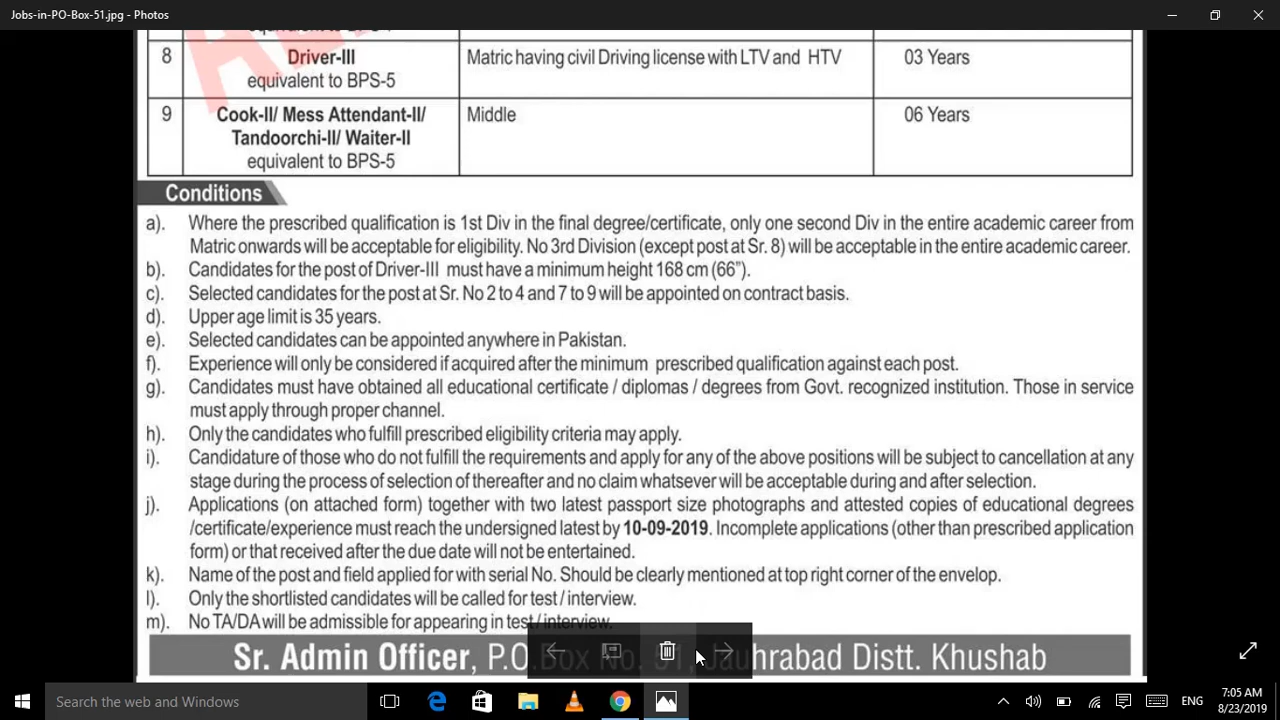 Jobs-in-PO-Box-51.jpg - Photos
8 Driver-III Matric having civil Driving license with LTV and HTV 03 Years
equivalent to BPS-5
9 Cook-II/ Mess Attendant-II/ Middle 06 Years
Tandoorchi-II/ Waiter-II
equivalent to BPS-5
Conditions
a). Where the prescribed qualification is 1st Div in the final degree/certificate, only one second Div in the entire academic career from
Matric onwards will be acceptable for eligibility. No 3rd Division (except post at Sr. 8) will be acceptable in the entire academic career.
b). Candidates for the post of Driver-III must have a minimum height 168 cm (66”).
c). Selected candidates for the post at Sr. No 2 to 4 and 7 to 9 will be appointed on contract basis.
d). Upper age limit is 35 years.
e). Selected candidates can be appointed anywhere in Pakistan.
f). Experience will only be considered if acquired after the minimum prescribed qualification against each post.
g). Candidates must have obtained all educational certificate / diplomas / degrees from Govt. recognized institution. Those in service
must apply through proper channel.
h). Only the candidates who fulfill prescribed eligibility criteria may apply.
i). Candidature of those who do not fulfill the requirements and apply for any of the above positions will be subject to cancellation at any
stage during the process of selection of thereafter and no claim whatsever will be acceptable during and after selection.
j). Applications (on attached form) together with two latest passport size photographs and attested copies of educational degrees
/certificate/experience must reach the undersigned latest by 10-09-2019. Incomplete applications (other than prescribed application
form) or that received after the due date will not be entertained.
k). Name of the post and field applied for with serial No. Should be clearly mentioned at top right corner of the envelop.
l). Only the shortlisted candidates will be called for test / interview.
m). No TA/DA will be admissible for appearing in test / interview.
Sr. Admin Officer, P.O.Box No. 51, Jauhrabad Distt. Khushab
Search the web and Windows
ENG
7:05 AM
8/23/2019